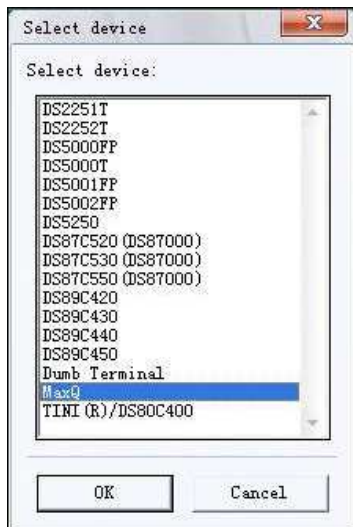 Select device
Select device:
DS2251T
DS2252T
DS5000FP
DS5000T
DS5001FP
DS5002FP
DS5250
DS87C520 (DS87000)
DS87C530 (DS87000)
DS87C550 (DS87000)
DS89C420
DS89C430
DS89C440
DS89C450
Dumb Terminal
MaxQ
TINI (R)/DS80C400
OK
Cancel